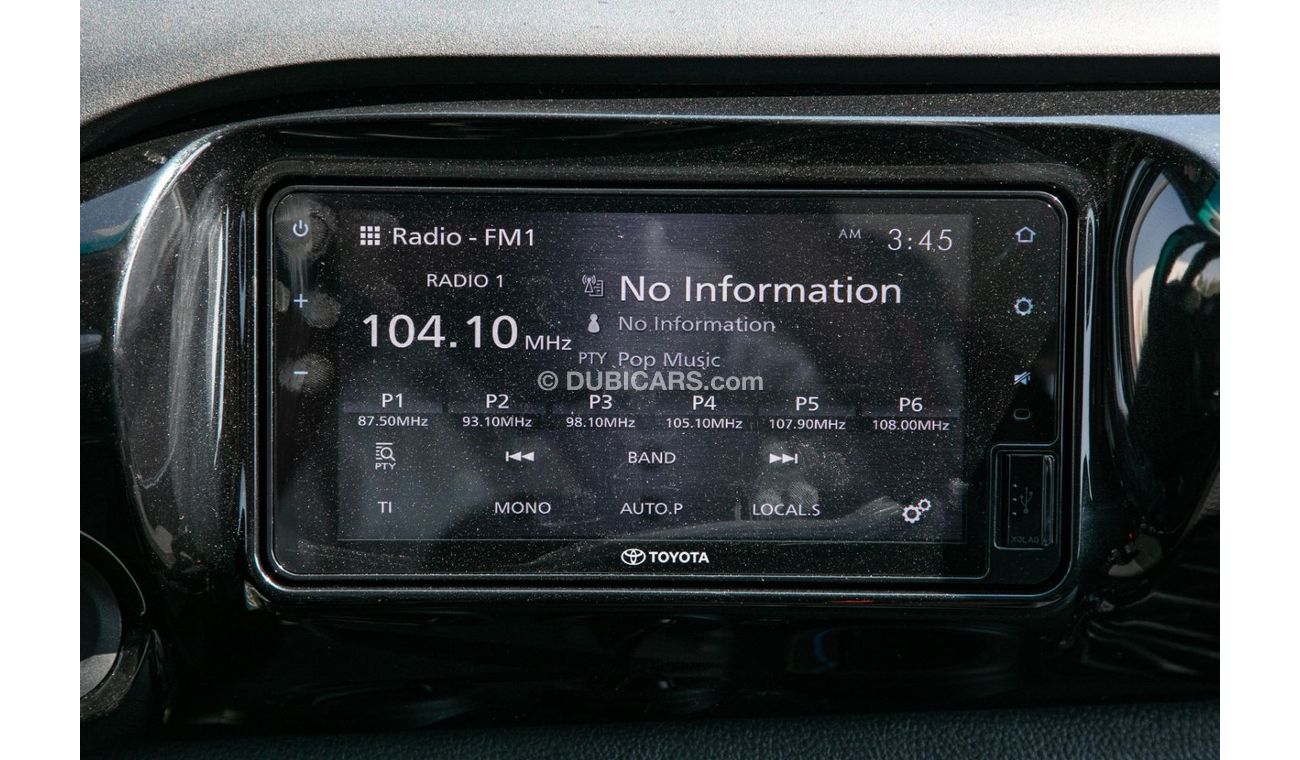 Radio - FM1
AM 3:45
RADIO 1
No Information
104.10 MHz
No Information
PTY Pop Music
© DUBICARS.com
P1 P2 P3 P4 P5 P6
87.50MHz 93.10MHz 98.10MHz 105.10MHz 107.90MHz 108.00MHz
PTY
BAND
TI MONO AUTO.P LOCAL.S
TOYOTA